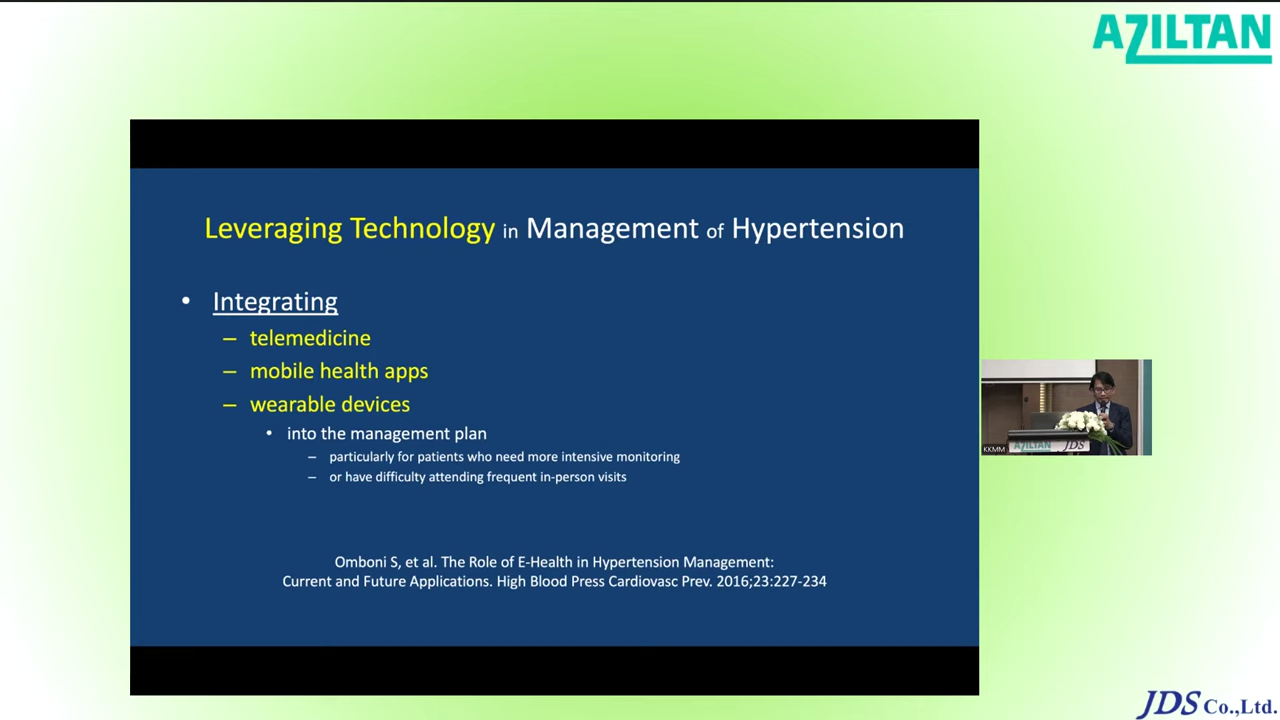 AZILTAN
Leveraging Technology in Management of Hypertension
• Integrating
– telemedicine
– mobile health apps
– wearable devices
• into the management plan
– particularly for patients who need more intensive monitoring
– or have difficulty attending frequent in-person visits
Omboni S, et al. The Role of E-Health in Hypertension Management:
Current and Future Applications. High Blood Press Cardiovasc Prev. 2016;23:227-234
KKMM
AZILTAN JDS
JDS Co.,Ltd.